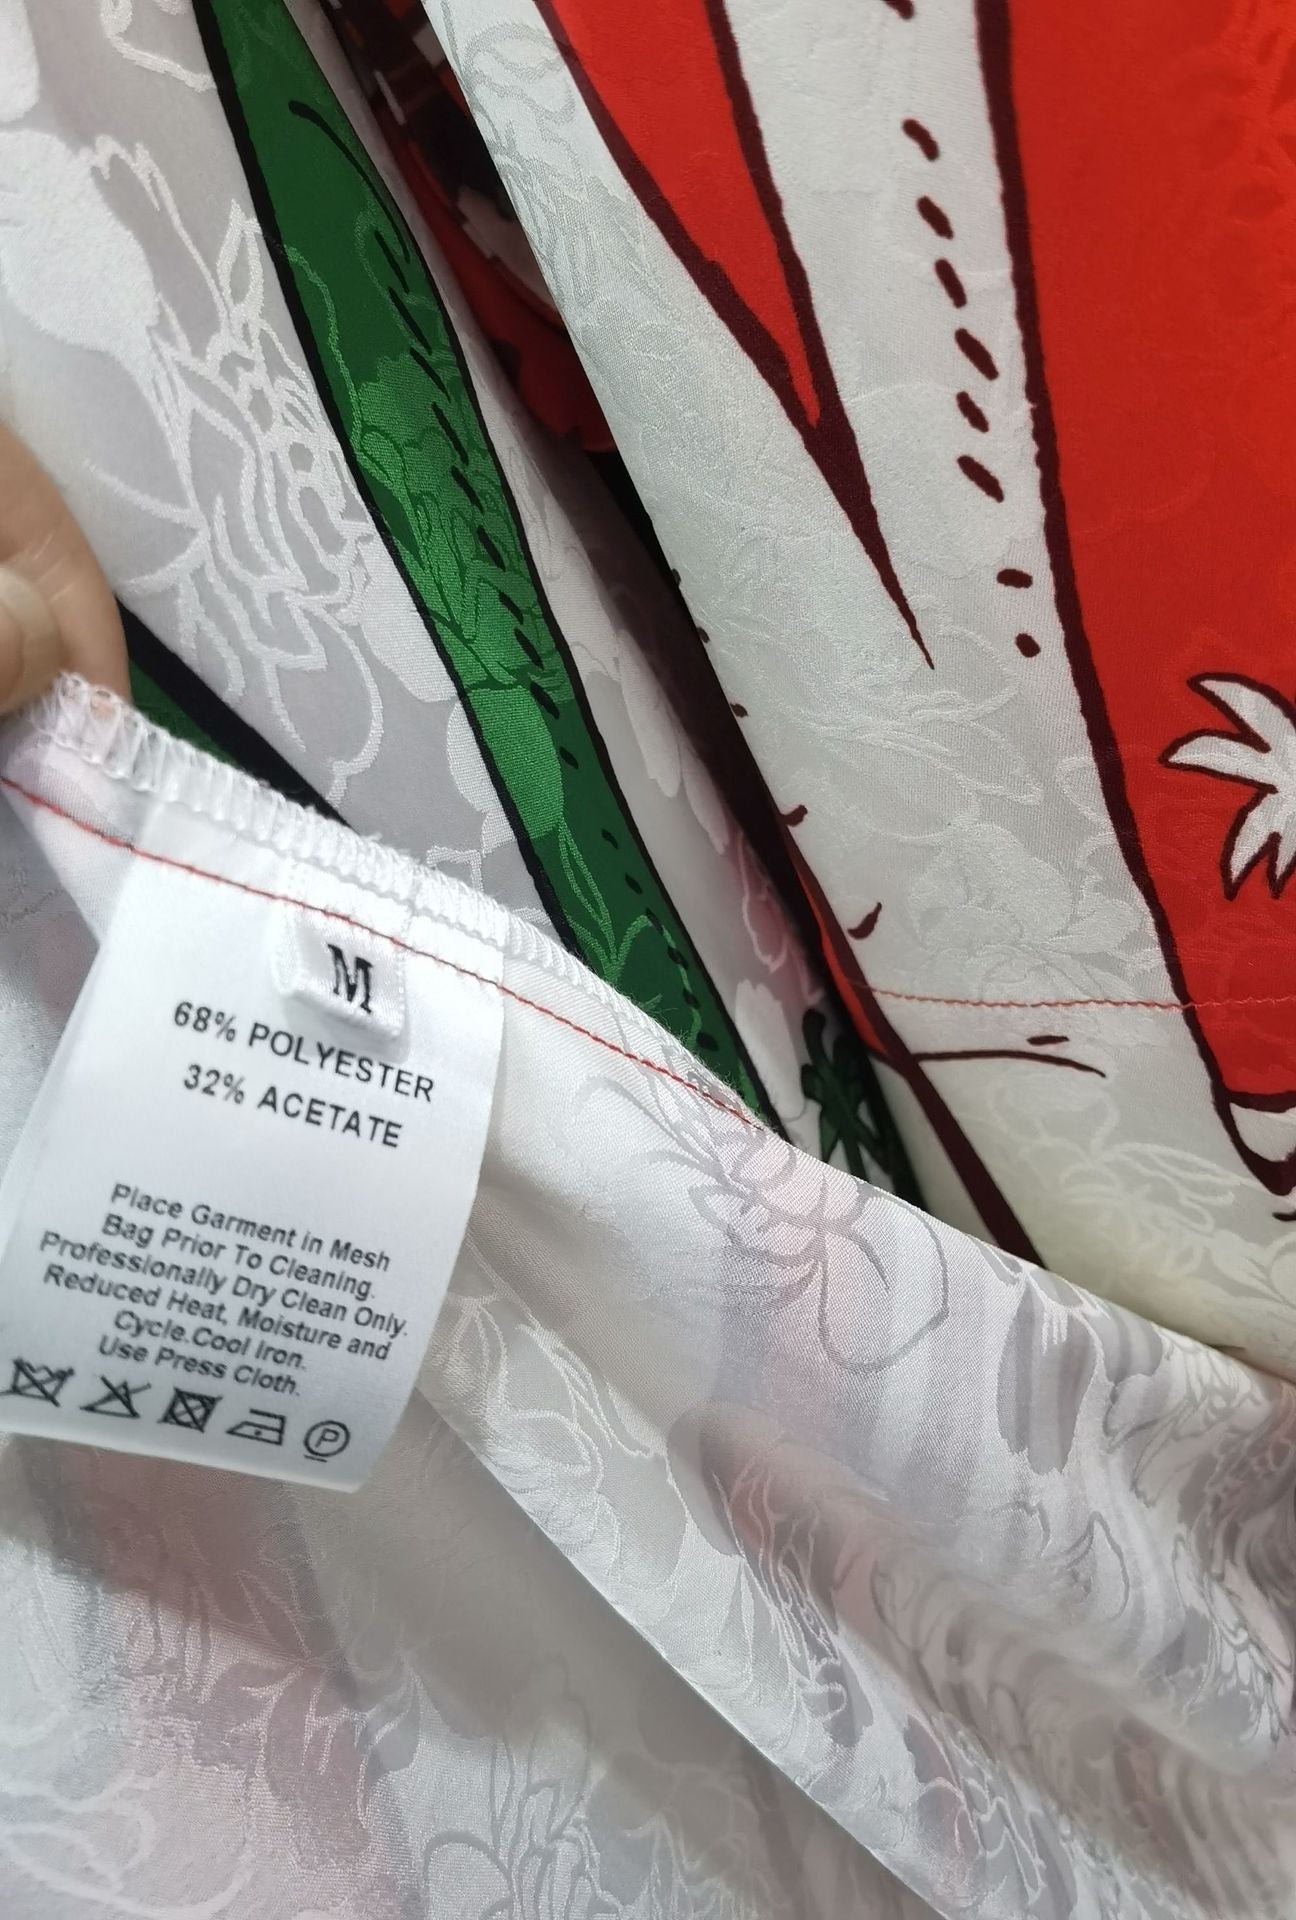 M
68% POLYESTER
32% ACETATE
Place Garment in Mesh
Bag Prior To Cleaning.
Professionally Dry Clean Only.
Reduced Heat, Moisture and
Cycle.Cool Iron.
Use Press Cloth.
P